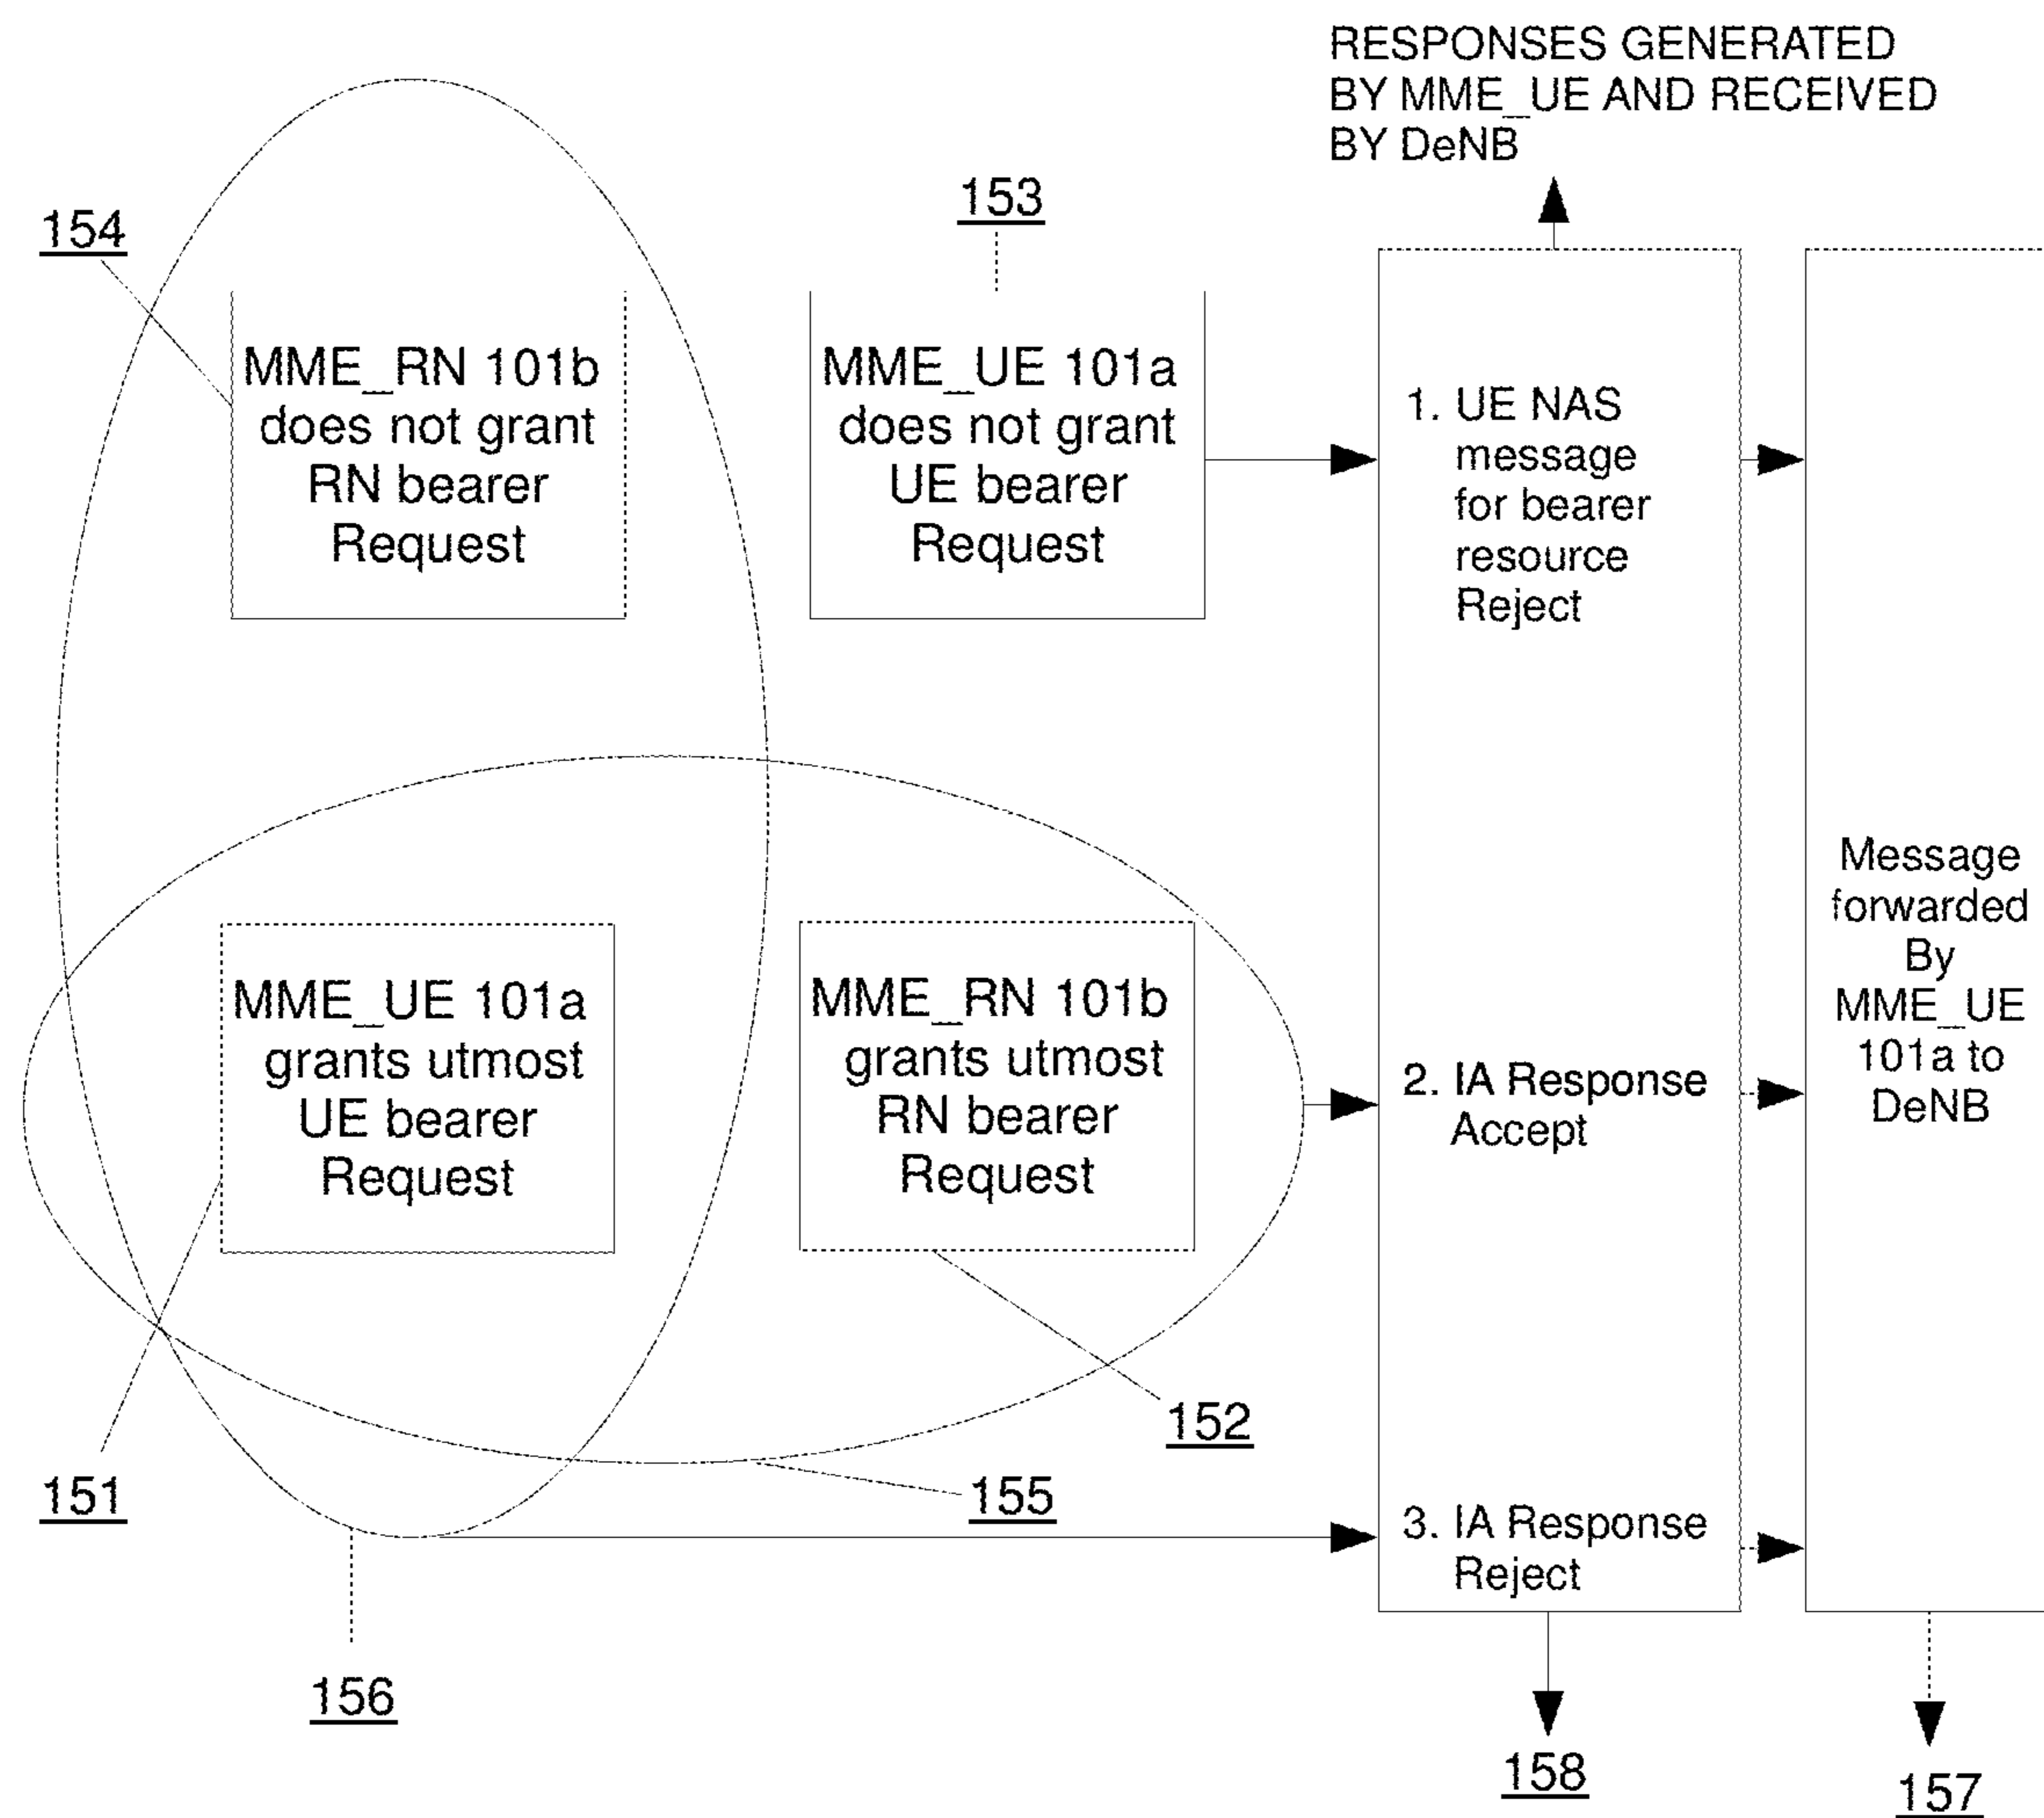 RESPONSES GENERATED
BY MME_UE AND RECEIVED
BY DeNB
154
153
MME_RN 101b
does not grant
RN bearer
Request
MME_UE 101a
does not grant
UE bearer
Request
1. UE NAS
message
for bearer
resource
Reject
MME_UE 101a
grants utmost
UE bearer
Request
MME_RN 101b
grants utmost
RN bearer
Request
2. IA Response
Accept
Message
forwarded
By
MME_UE
101a to
DeNB
152
151
155
3. IA Response
Reject
156
158
157